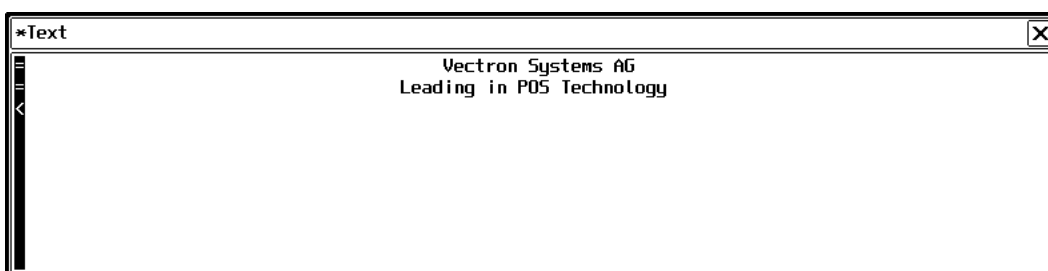 *Text
= Vectron Systems AG
= Leading in POS Technology
<